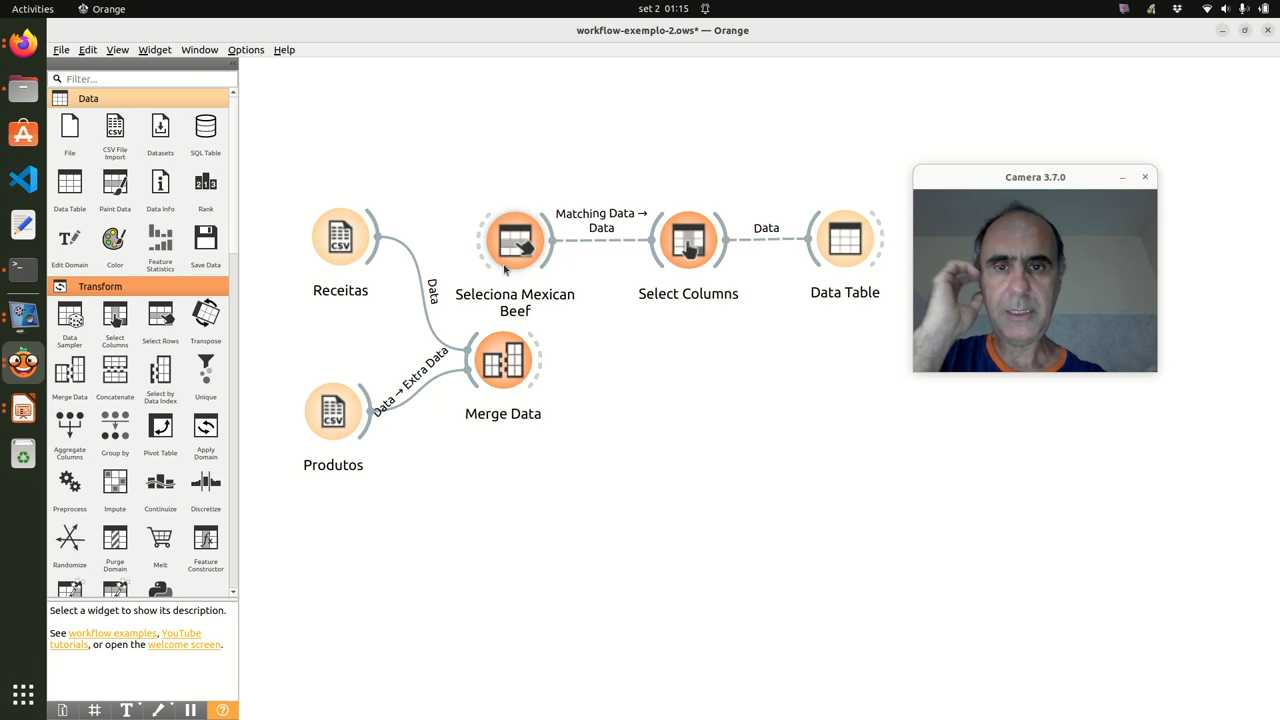 Activities
Orange
set 2 01:15
workflow-exemplo-2.ows* — Orange
File Edit View Widget Window Options Help
Filter...
Data
File
CSV File Import
Datasets
SQL Table
Data Table
Paint Data
Data Info
Rank
Edit Domain
Color
Feature Statistics
Save Data
Transform
Data Sampler
Select Columns
Select Rows
Transpose
Merge Data
Concatenate
Select by Data Index
Unique
Aggregate Columns
Group by
Pivot Table
Apply Domain
Preprocess
Impute
Continuize
Discretize
Randomize
Purge Domain
Melt
Feature Constructor
Select a widget to show its description.
See workflow examples, YouTube
tutorials, or open the welcome screen.
Receitas
Data
Produtos
Data → Extra Data
Merge Data
Seleciona Mexican
Beef
Matching Data →
Data
Select Columns
Data
Data Table
Camera 3.7.0